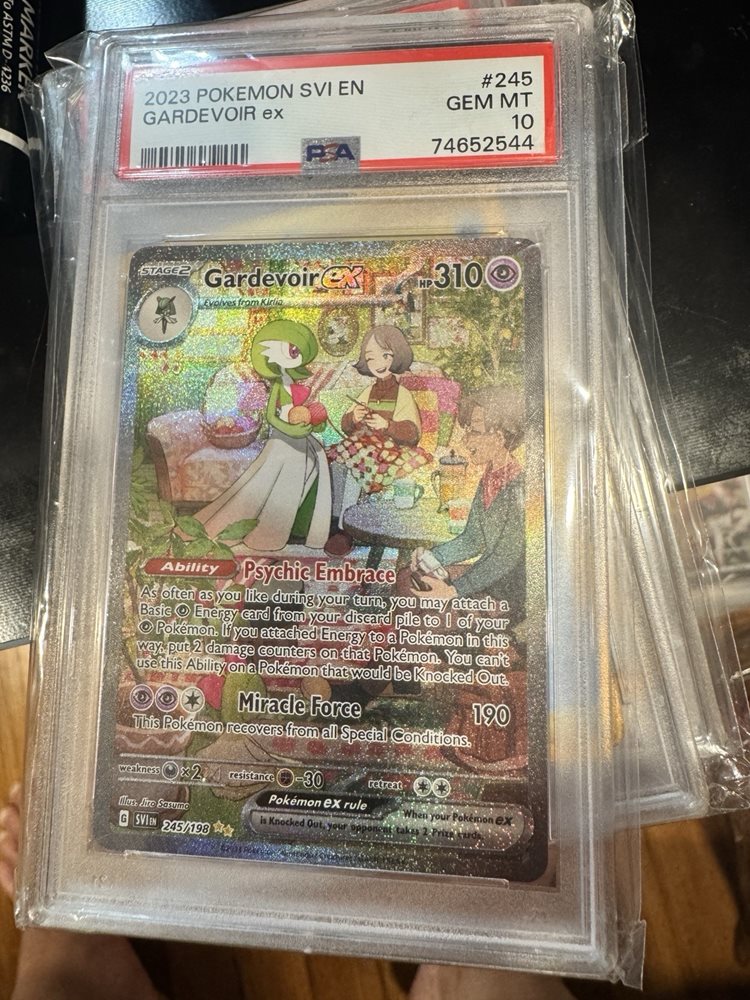 MARKER
to ASTM D-4236
2023 POKEMON SVI EN
#245
GARDEVOIR ex
GEM MT
10
PSA
74652544
STAGE2 Gardevoir ex HP310
Evolves from Kirlia
Ability Psychic Embrace
As often as you like during your turn, you may attach a
Basic Energy card from your discard pile to 1 of your
Pokémon. If you attached Energy to a Pokémon in this
way, put 2 damage counters on that Pokémon. You can't
use this Ability on a Pokémon that would be Knocked Out.
Miracle Force 190
This Pokémon recovers from all Special Conditions.
weakness ×2 resistance -30 retreat
Illus. Jiro Sasumo
Pokémon ex rule
When your Pokémon ex
is Knocked Out, your opponent takes 2 Prize cards.
G SVI EN 245/198